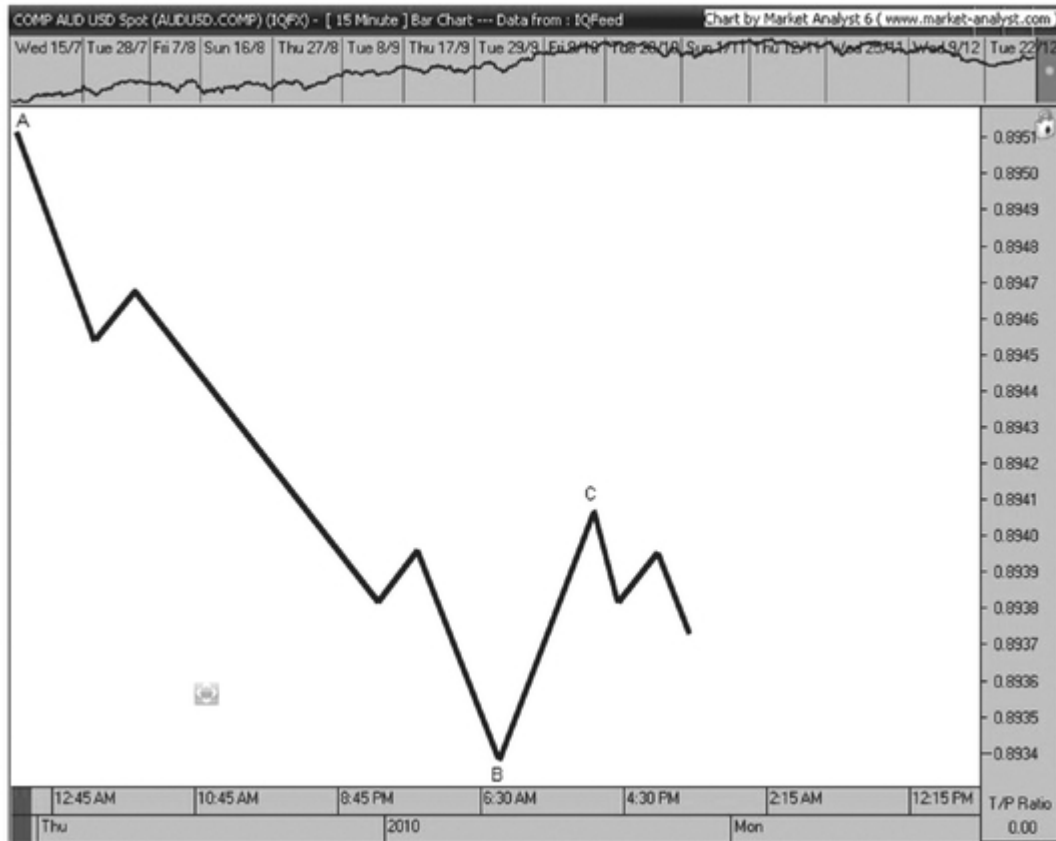 COMP AUD USD Spot (AUDUSD.COMP) (IQFX) - [ 15 Minute ] Bar Chart --- Data from : IQFeed
Chart by Market Analyst 6 ( www.market-analyst.com )
Wed 15/7 Tue 28/7 Fri 7/8 Sun 16/8 Thu 27/8 Tue 8/9 Thu 17/9 Tue 29/9 Tue 22/12
A
0.8951
0.8950
0.8949
0.8948
0.8947
0.8946
0.8945
0.8944
0.8943
0.8942
C
0.8941
0.8940
0.8939
0.8938
0.8937
0.8936
0.8935
0.8934
B
12:45 AM 10:45 AM 8:45 PM 6:30 AM 4:30 PM 2:15 AM 12:15 PM T/P Ratio
Thu 2010 Mon 0.00